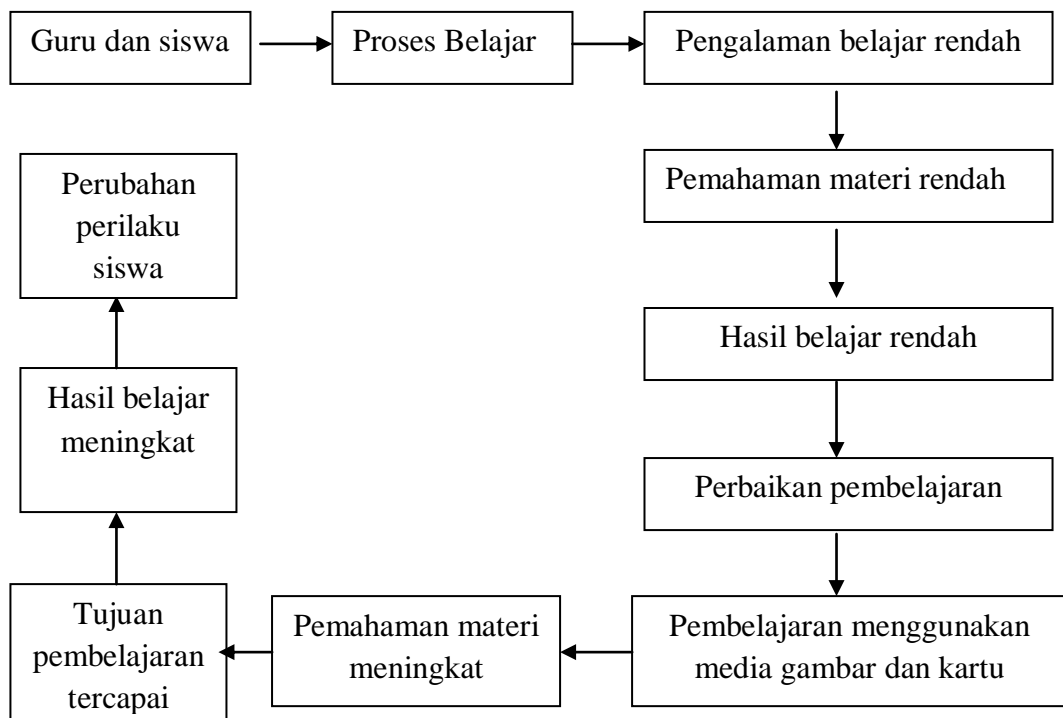 Guru dan siswa
Proses Belajar
Pengalaman belajar rendah
Pemahaman materi rendah
Hasil belajar rendah
Perbaikan pembelajaran
Pembelajaran menggunakan
media gambar dan kartu
Pemahaman materi
meningkat
Tujuan
pembelajaran
tercapai
Hasil belajar
meningkat
Perubahan
perilaku
siswa